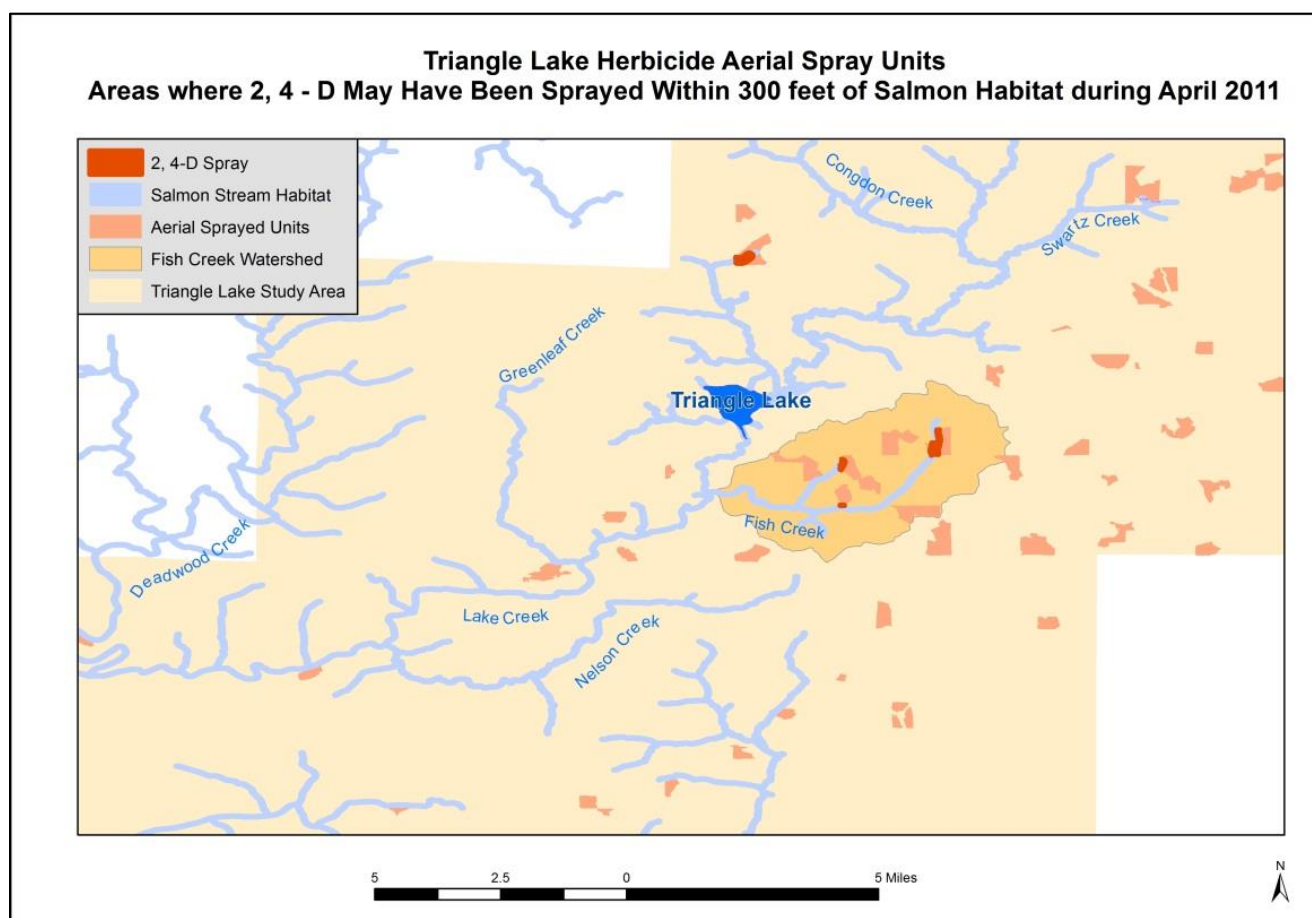 Triangle Lake Herbicide Aerial Spray Units
Areas where 2, 4 - D May Have Been Sprayed Within 300 feet of Salmon Habitat during April 2011
2, 4-D Spray
Salmon Stream Habitat
Aerial Sprayed Units
Fish Creek Watershed
Triangle Lake Study Area
Congdon Creek
Swartz Creek
Greenleaf Creek
Triangle Lake
Fish Creek
Deadwood Creek
Lake Creek
Nelson Creek
5 2.5 0 5 Miles
N